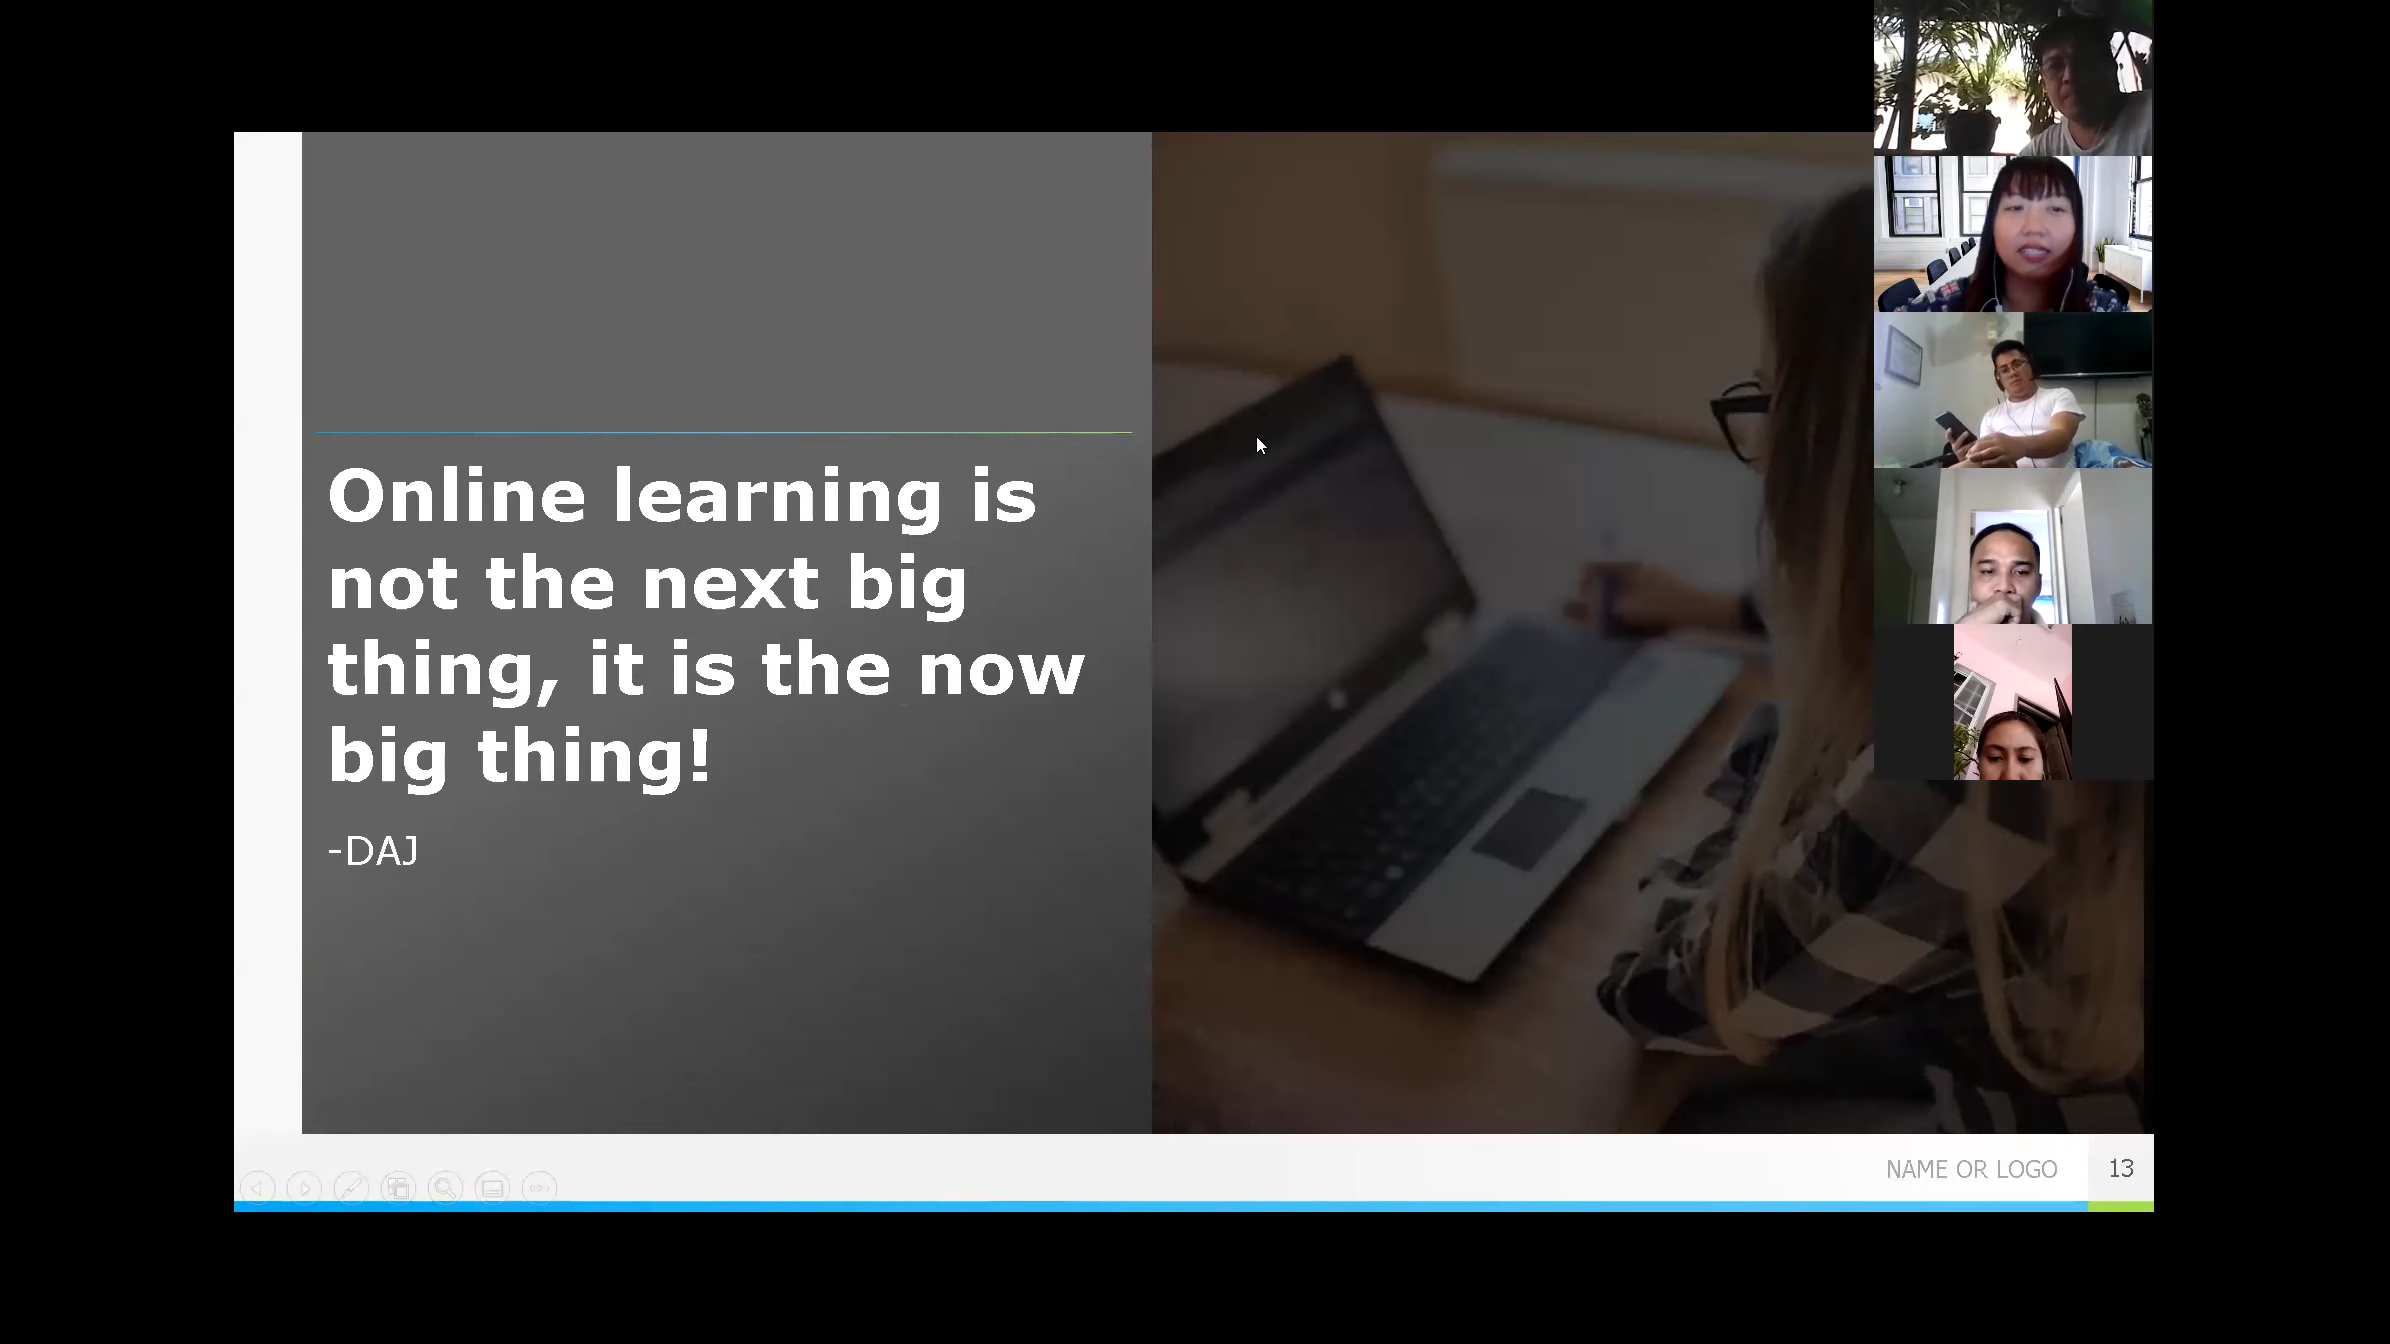 Online learning is
not the next big
thing, it is the now
big thing!
-DAJ
NAME OR LOGO
13